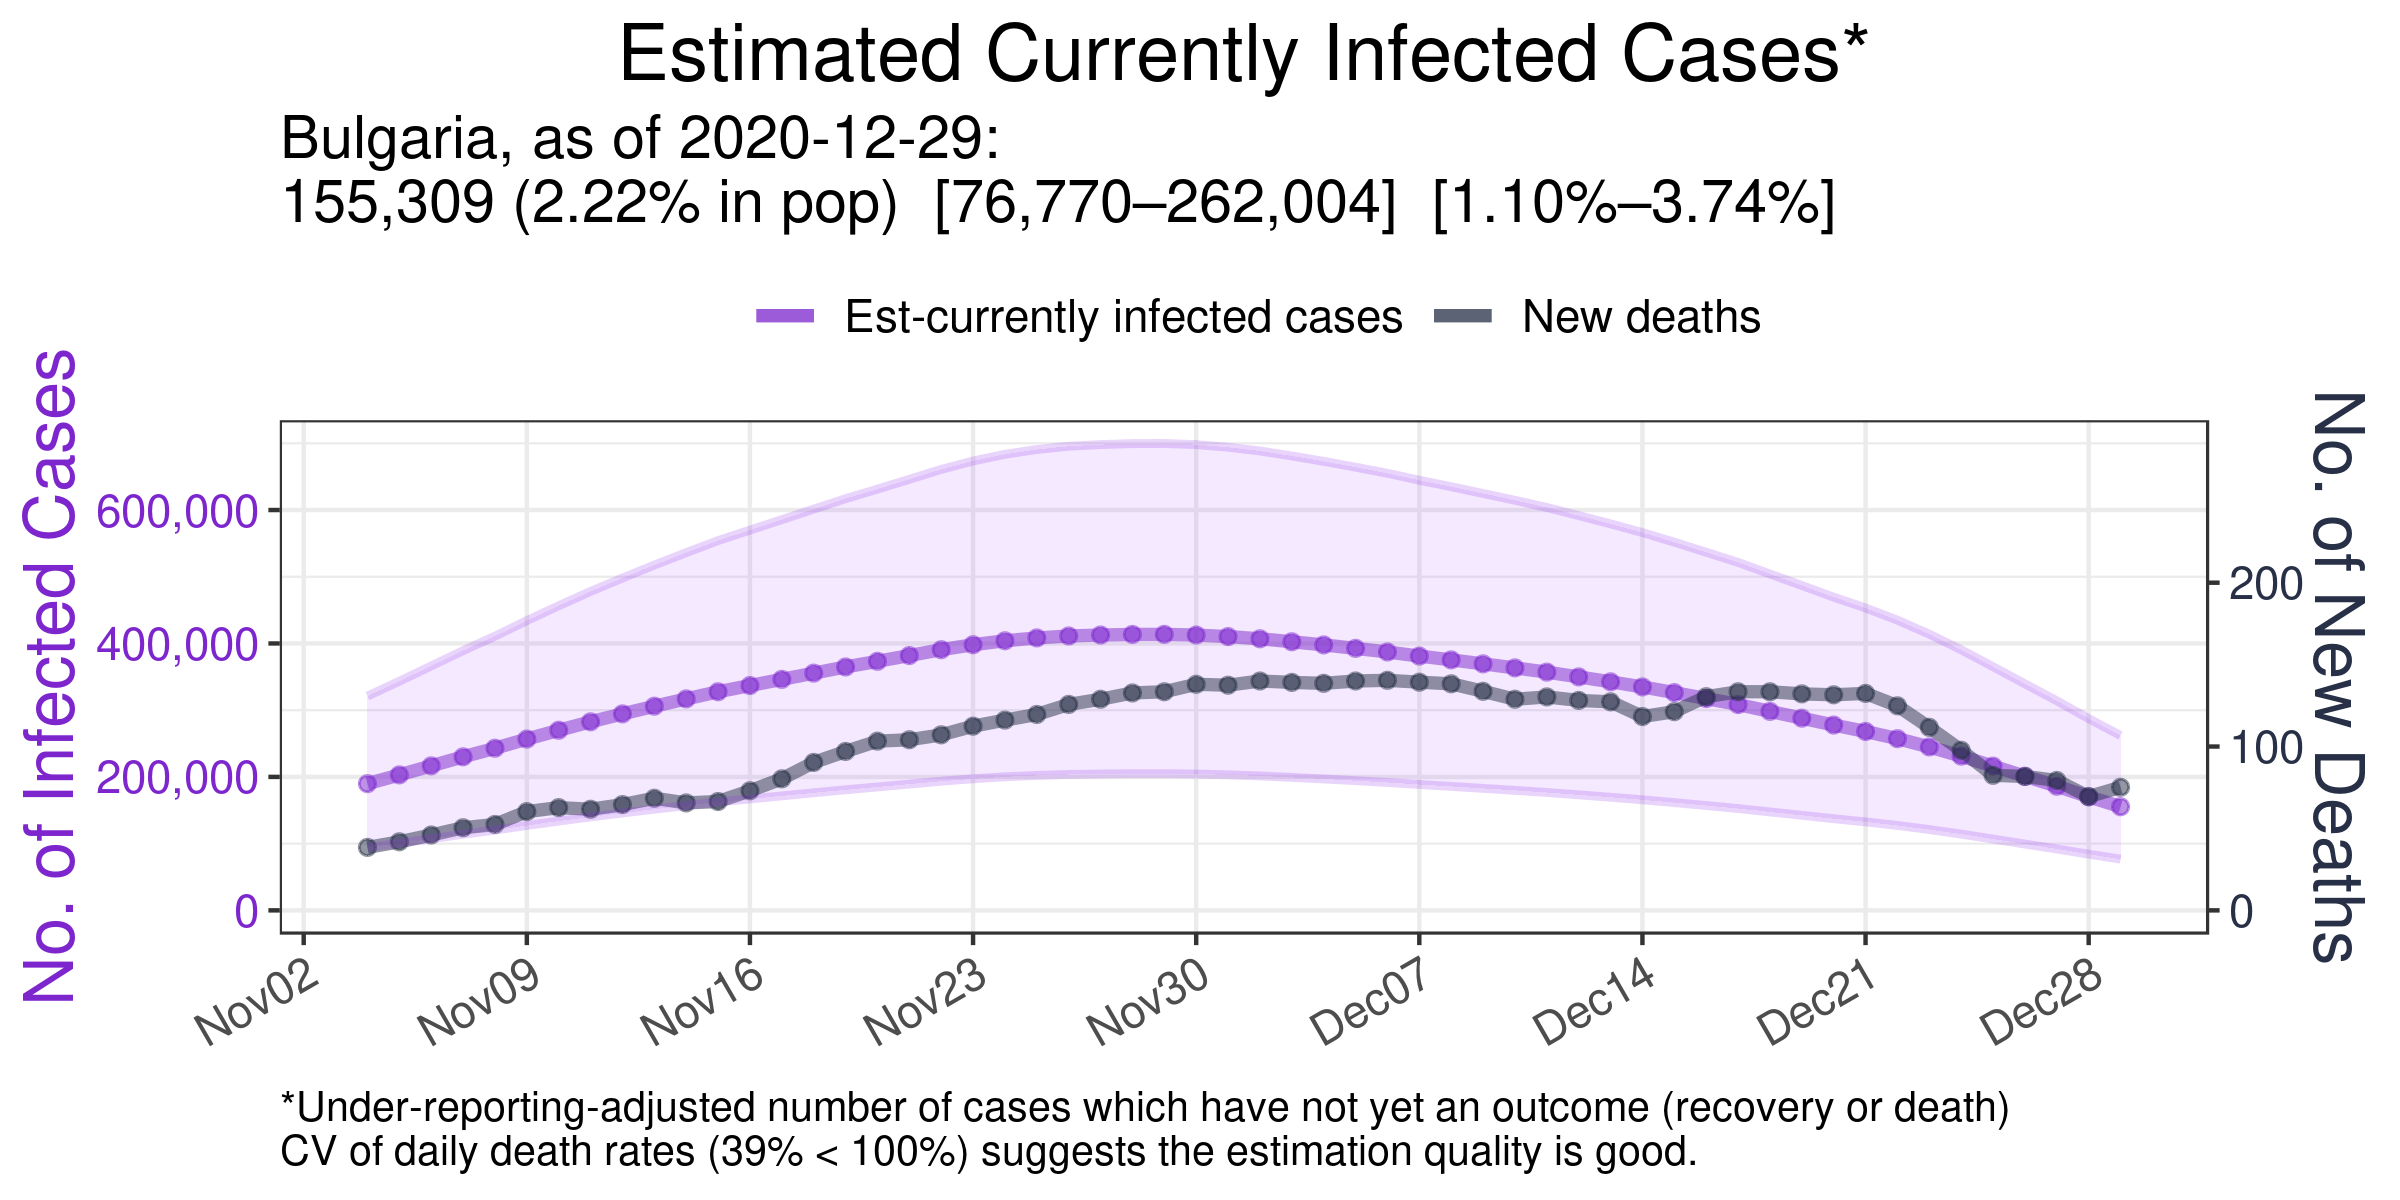 Estimated Currently Infected Cases*
Bulgaria, as of 2020-12-29:
155,309 (2.22% in pop) [76,770–262,004] [1.10%–3.74%]
Est-currently infected cases
New deaths
No. of Infected Cases
600,000
400,000
200,000
0
No. of New Deaths
200
100
0
Nov02
Nov09
Nov16
Nov23
Nov30
Dec07
Dec14
Dec21
Dec28
*Under-reporting-adjusted number of cases which have not yet an outcome (recovery or death)
CV of daily death rates (39% < 100%) suggests the estimation quality is good.